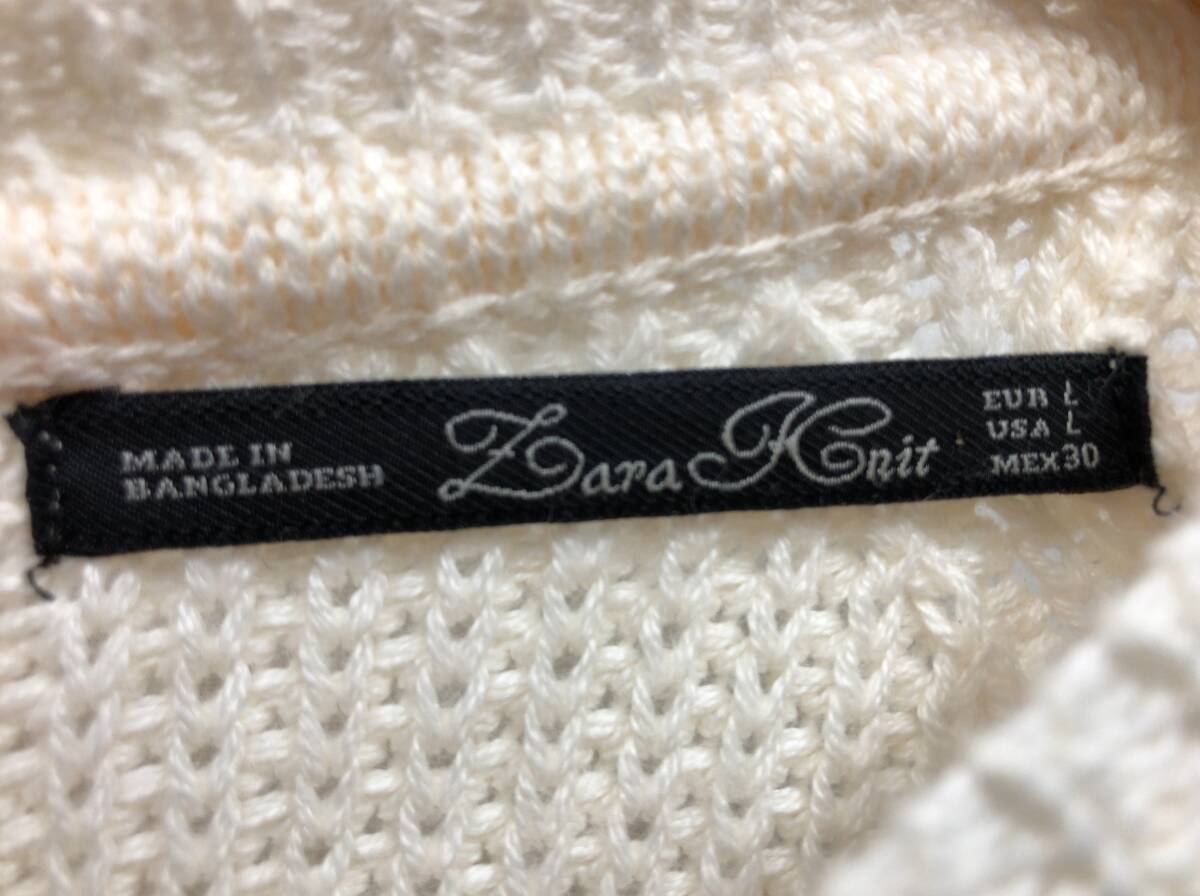 MADE IN
BANGLADESH
Zara Knit
EUR L
USA L
MEX 30